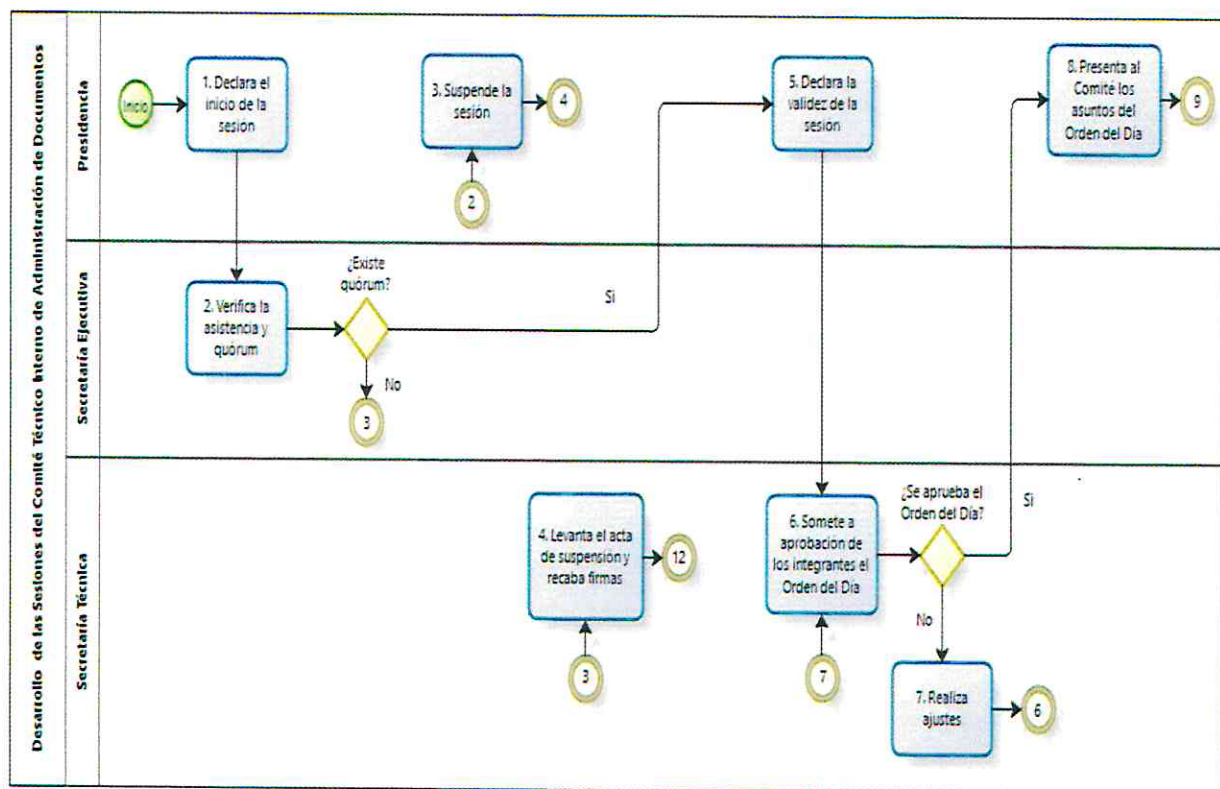 Desarrollo de las Sesiones del Comité Técnico Interno de Administración de Documentos
Presidencia
Inicio
1. Declara el
inicio de la
sesión
3. Suspende la
sesión
4
2
5. Declara la
validez de la
sesión
8. Presenta al
Comité los
asuntos del
Orden del Día
9
Secretaría Ejecutiva
2. Verifica la
asistencia y
quórum
¿Existe
quórum?
Si
No
3
Secretaría Técnica
4. Levanta el acta
de suspensión y
recaba firmas
12
3
6. Somete a
aprobación de
los integrantes el
Orden del Día
7
¿Se aprueba el
Orden del Día?
Si
No
7. Realiza
ajustes
6